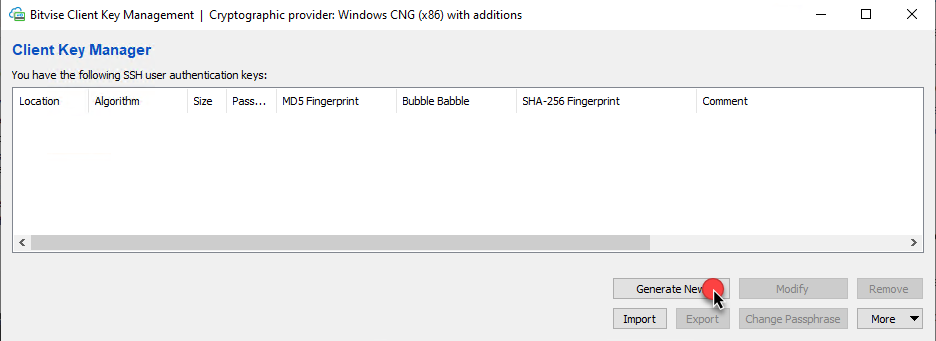 Bitvise Client Key Management | Cryptographic provider: Windows CNG (x86) with additions
Client Key Manager
You have the following SSH user authentication keys:
Location Algorithm Size Pass... MD5 Fingerprint Bubble Babble SHA-256 Fingerprint Comment
Generate New Modify Remove
Import Export Change Passphrase More